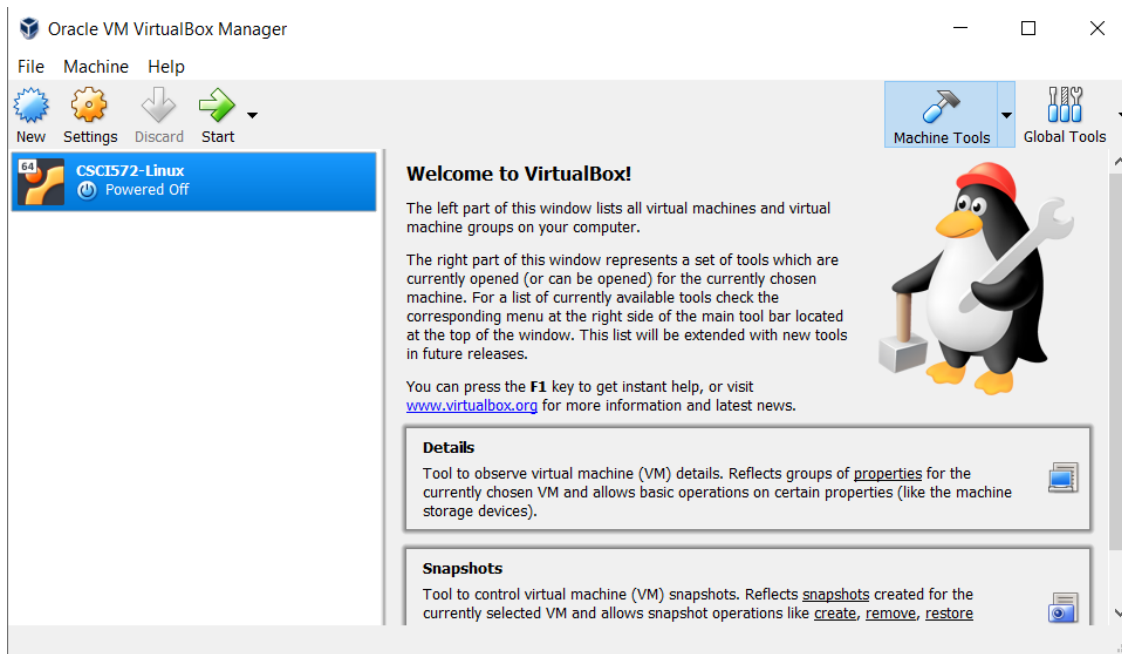 Oracle VM VirtualBox Manager
File Machine Help
New Settings Discard Start
Machine Tools Global Tools
64
CSCI572-Linux
Powered Off
Welcome to VirtualBox!
The left part of this window lists all virtual machines and virtual
machine groups on your computer.
The right part of this window represents a set of tools which are
currently opened (or can be opened) for the currently chosen
machine. For a list of currently available tools check the
corresponding menu at the right side of the main tool bar located
at the top of the window. This list will be extended with new tools
in future releases.
You can press the F1 key to get instant help, or visit
www.virtualbox.org for more information and latest news.
Details
Tool to observe virtual machine (VM) details. Reflects groups of properties for the
currently chosen VM and allows basic operations on certain properties (like the machine
storage devices).
Snapshots
Tool to control virtual machine (VM) snapshots. Reflects snapshots created for the
currently selected VM and allows snapshot operations like create, remove, restore